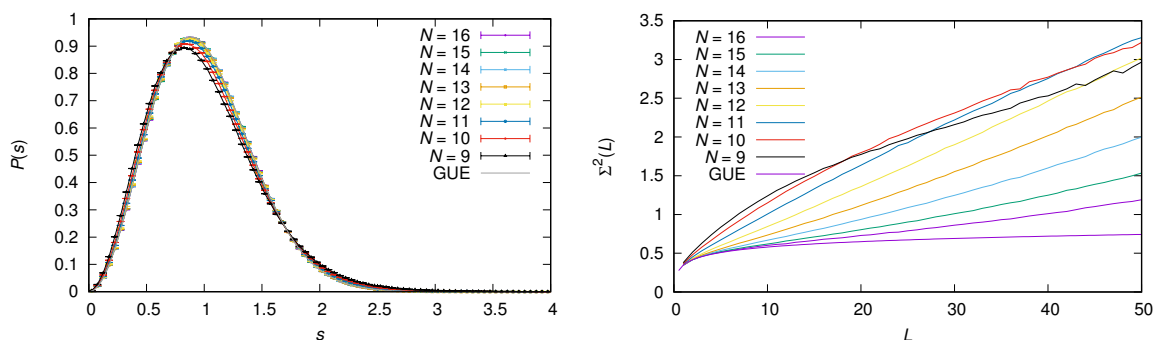 1
0.9
0.8
0.7
0.6
0.5
0.4
0.3
0.2
0.1
0
P(s)
0 0.5 1 1.5 2 2.5 3 3.5 4
s
N = 16
N = 15
N = 14
N = 13
N = 12
N = 11
N = 10
N = 9
GUE
3.5
3
2.5
2
1.5
1
0.5
0
Σ²(L)
0 10 20 30 40 50
L
N = 16
N = 15
N = 14
N = 13
N = 12
N = 11
N = 10
N = 9
GUE